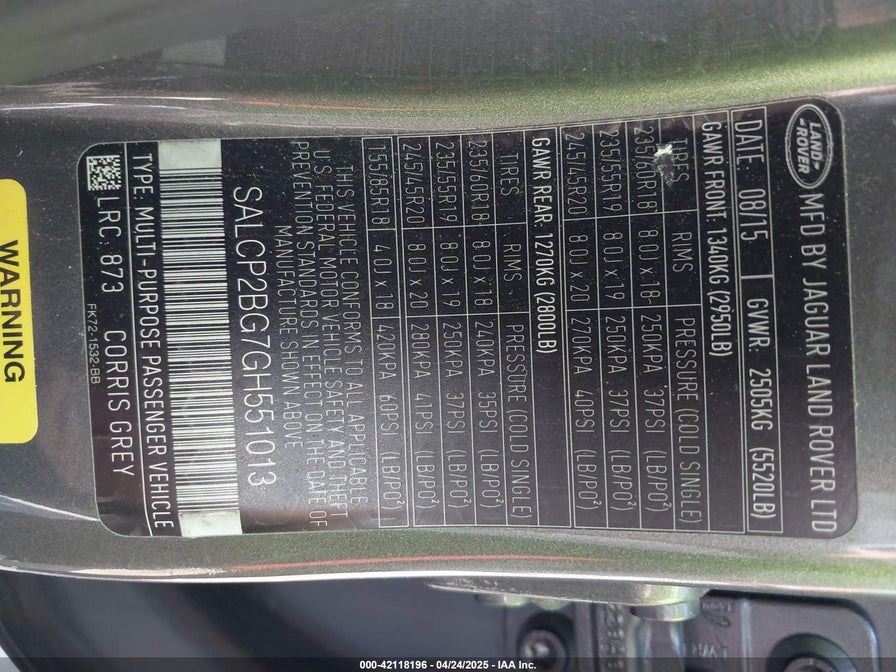 LAND-
-ROVER
MFD BY JAGUAR LAND ROVER LTD
DATE 08/15 GVWR: 2505KG (5520LB)
GAWR FRONT: 1340KG (2950LB)
TIRES RIMS PRESSURE (COLD SINGLE)
235/60R18 8.0J x 18 250KPA 37PSI (LB/PO²)
235/55R19 8.0J x 19 250KPA 37PSI (LB/PO²)
245/45R20 8.0J x 20 270KPA 40PSI (LB/PO²)
GAWR REAR: 1270KG (2800LB)
TIRES RIMS PRESSURE (COLD SINGLE)
235/60R18 8.0J x 18 240KPA 35PSI (LB/PO²)
235/55R19 8.0J x 19 250KPA 37PSI (LB/PO²)
245/45R20 8.0J x 20 280KPA 41PSI (LB/PO²)
155/85R18 4.0J x 18 420KPA 60PSI (LB/PO²)
THIS VEHICLE CONFORMS TO ALL APPLICABLE
U.S. FEDERAL MOTOR VEHICLE SAFETY AND THEFT
PREVENTION STANDARDS IN EFFECT ON THE DATE OF
MANUFACTURE SHOWN ABOVE
SALCP2BG7GH551013
TYPE: MULTI-PURPOSE PASSENGER VEHICLE
LRC: 873 CORRIS GREY
FK72-1532-BB
WARNING
000-42118196 - 04/24/2025 - IAA Inc.